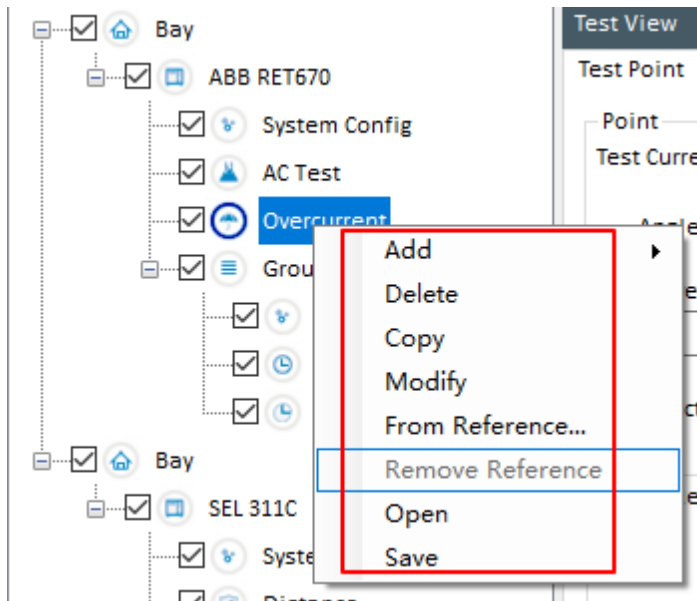 Bay
ABB RET670
System Config
AC Test
Overcurrent
Grou
Bay
SEL 311C
Syste
Distance
Add
Delete
Copy
Modify
From Reference...
Remove Reference
Open
Save
Test View
Test Point
Point
Test Curre
Angle